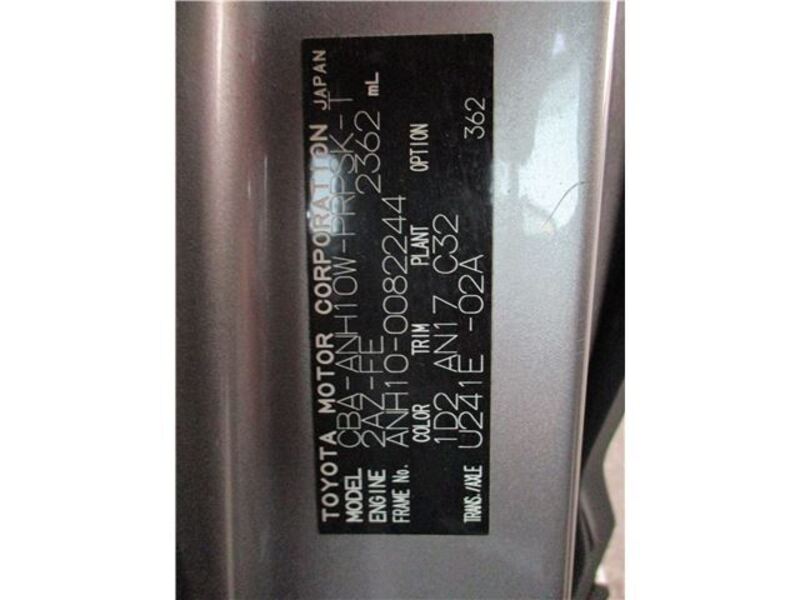 TOYOTA MOTOR CORPORATION JAPAN
MODEL CBA-ANH10W-PRPSK-T
ENGINE 2AZ-FE 2362 mL
FRAME No. ANH10-0082244
COLOR TRIM PLANT OPTION
1D2 AN17 C32
TRANS./AXLE U241E -02A 362